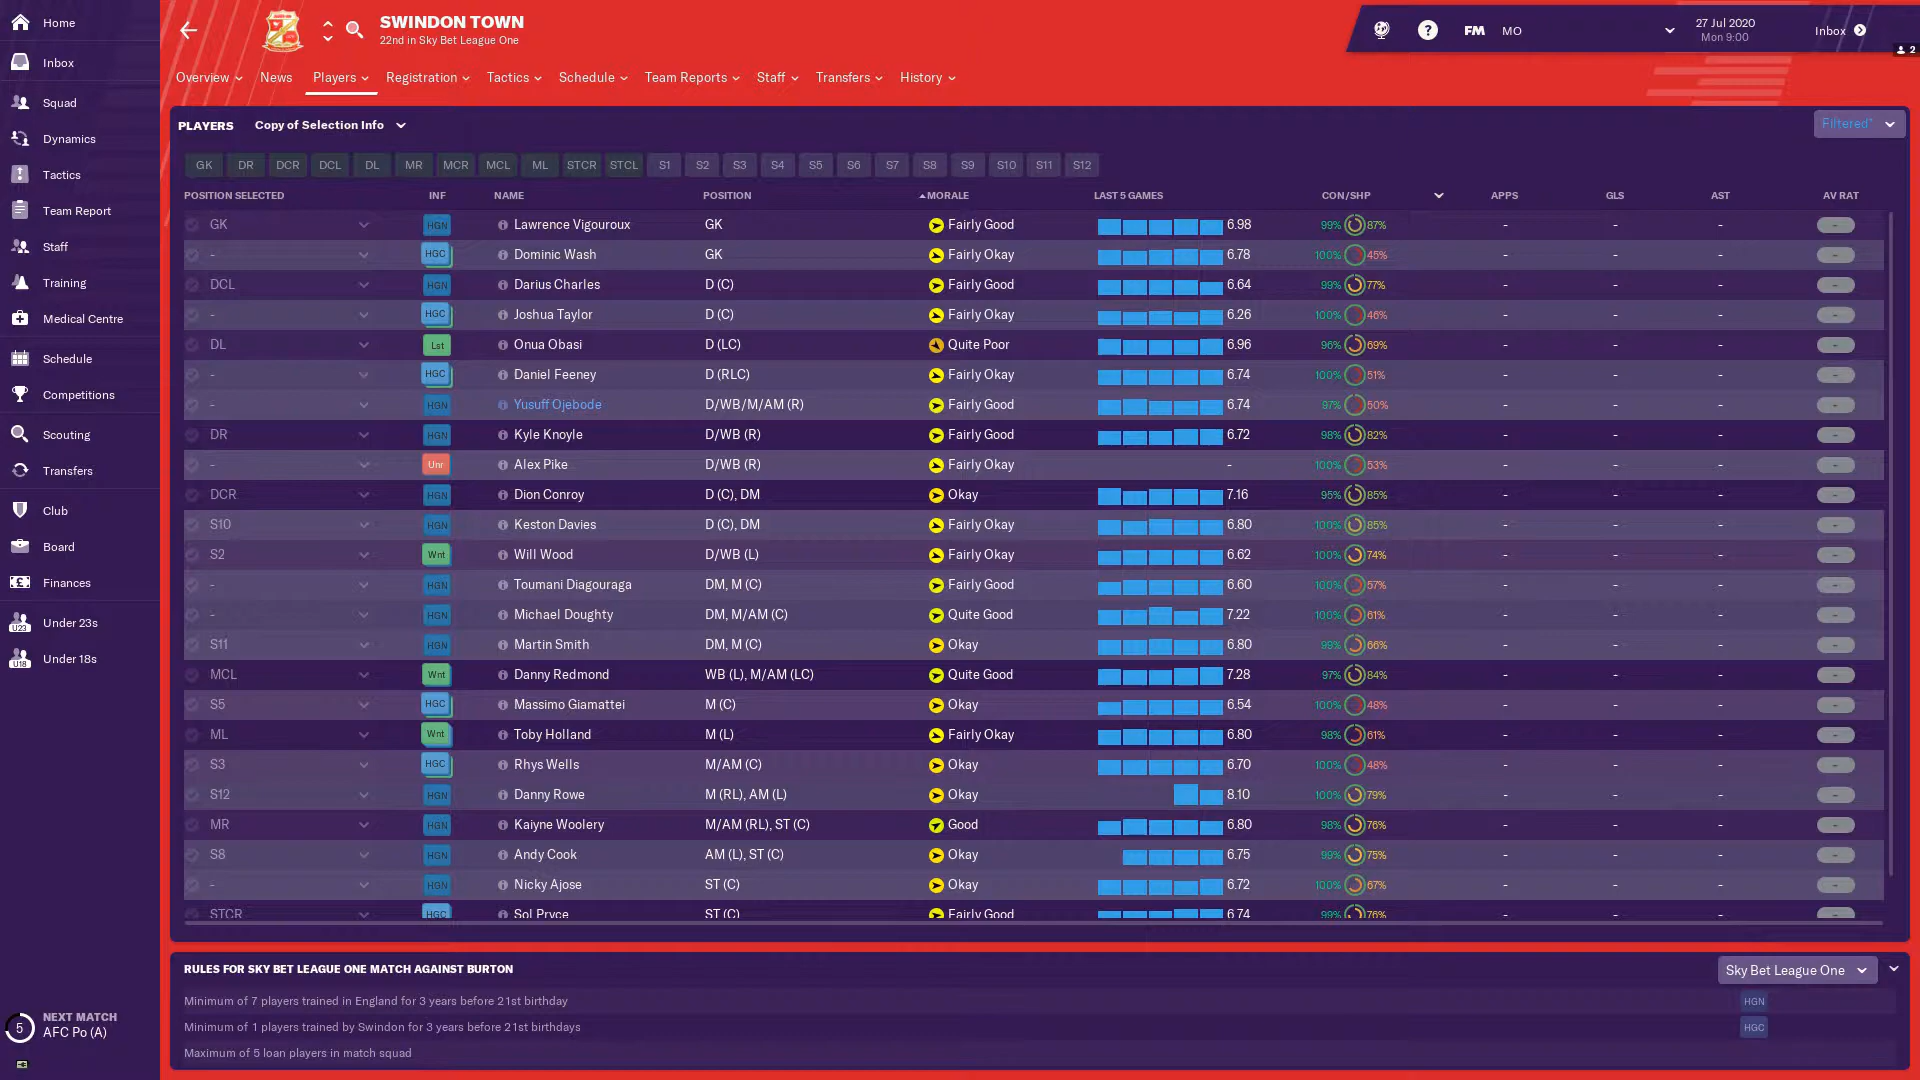 Home
Inbox
Squad
Dynamics
Tactics
Team Report
Staff
Training
Medical Centre
Schedule
Competitions
Scouting
Transfers
Club
Board
Finances
U23 Under 23s
U18 Under 18s
5 NEXT MATCH
AFC Po (A)
SWINDON TOWN
22nd in Sky Bet League One
? FM MO 27 Jul 2020 Mon 9:00 Inbox 2
Overview News Players Registration Tactics Schedule Team Reports Staff Transfers History
PLAYERS Copy of Selection Info Filtered*
GK DR DCR DCL DL MR MCR MCL ML STCR STCL S1 S2 S3 S4 S5 S6 S7 S8 S9 S10 S11 S12
POSITION SELECTED INF NAME POSITION MORALE LAST 5 GAMES CON/SHP APPS GLS AST AV RAT
GK HGN Lawrence Vigouroux GK Fairly Good 6.98 99% 87% - - - -
- HGC Dominic Wash GK Fairly Okay 6.78 100% 45% - - - -
DCL HGN Darius Charles D (C) Fairly Good 6.64 99% 77% - - - -
- HGC Joshua Taylor D (C) Fairly Okay 6.26 100% 46% - - - -
DL Lst Onua Obasi D (LC) Quite Poor 6.96 96% 69% - - - -
- HGC Daniel Feeney D (RLC) Fairly Okay 6.74 100% 51% - - - -
- HGN Yusuff Ojebode D/WB/M/AM (R) Fairly Good 6.74 97% 50% - - - -
DR HGN Kyle Knoyle D/WB (R) Fairly Good 6.72 98% 82% - - - -
- Unr Alex Pike D/WB (R) Fairly Okay - 100% 53% - - - -
DCR HGN Dion Conroy D (C), DM Okay 7.16 95% 85% - - - -
S10 HGN Keston Davies D (C), DM Fairly Okay 6.80 100% 85% - - - -
S2 Wnt Will Wood D/WB (L) Fairly Okay 6.62 100% 74% - - - -
- HGN Toumani Diagouraga DM, M (C) Fairly Good 6.60 100% 57% - - - -
- HGN Michael Doughty DM, M/AM (C) Quite Good 7.22 100% 61% - - - -
S11 HGN Martin Smith DM, M (C) Okay 6.80 99% 66% - - - -
MCL Wnt Danny Redmond WB (L), M/AM (LC) Quite Good 7.28 97% 84% - - - -
S5 HGC Massimo Giamattei M (C) Okay 6.54 100% 48% - - - -
ML Wnt Toby Holland M (L) Fairly Okay 6.80 98% 61% - - - -
S3 HGC Rhys Wells M/AM (C) Okay 6.70 100% 48% - - - -
S12 HGN Danny Rowe M (RL), AM (L) Okay 8.10 100% 79% - - - -
MR HGN Kaiyne Woolery M/AM (RL), ST (C) Good 6.80 98% 76% - - - -
S8 HGN Andy Cook AM (L), ST (C) Okay 6.75 99% 75% - - - -
- HGN Nicky Ajose ST (C) Okay 6.72 100% 67% - - - -
STCR HGC Sol Pryce ST (C) Fairly Good 6.74 99% 76% - - - -
RULES FOR SKY BET LEAGUE ONE MATCH AGAINST BURTON Sky Bet League One
Minimum of 7 players trained in England for 3 years before 21st birthday HGN
Minimum of 1 players trained by Swindon for 3 years before 21st birthdays HGC
Maximum of 5 loan players in match squad